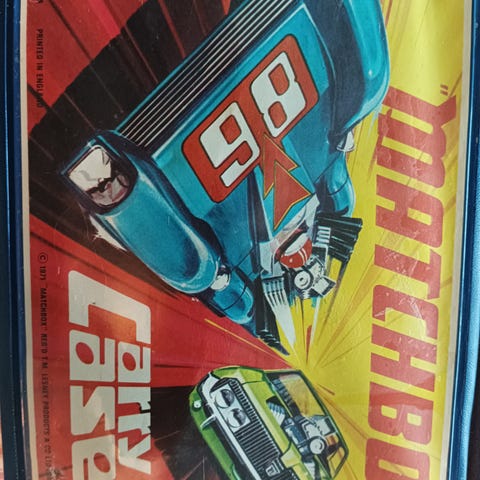 "MATCHBO
98
Carry
Case
PRINTED IN ENGLAND
© 1971 "MATCHBOX" REG'D T.M. LESNEY PRODUCTS & CO LTD